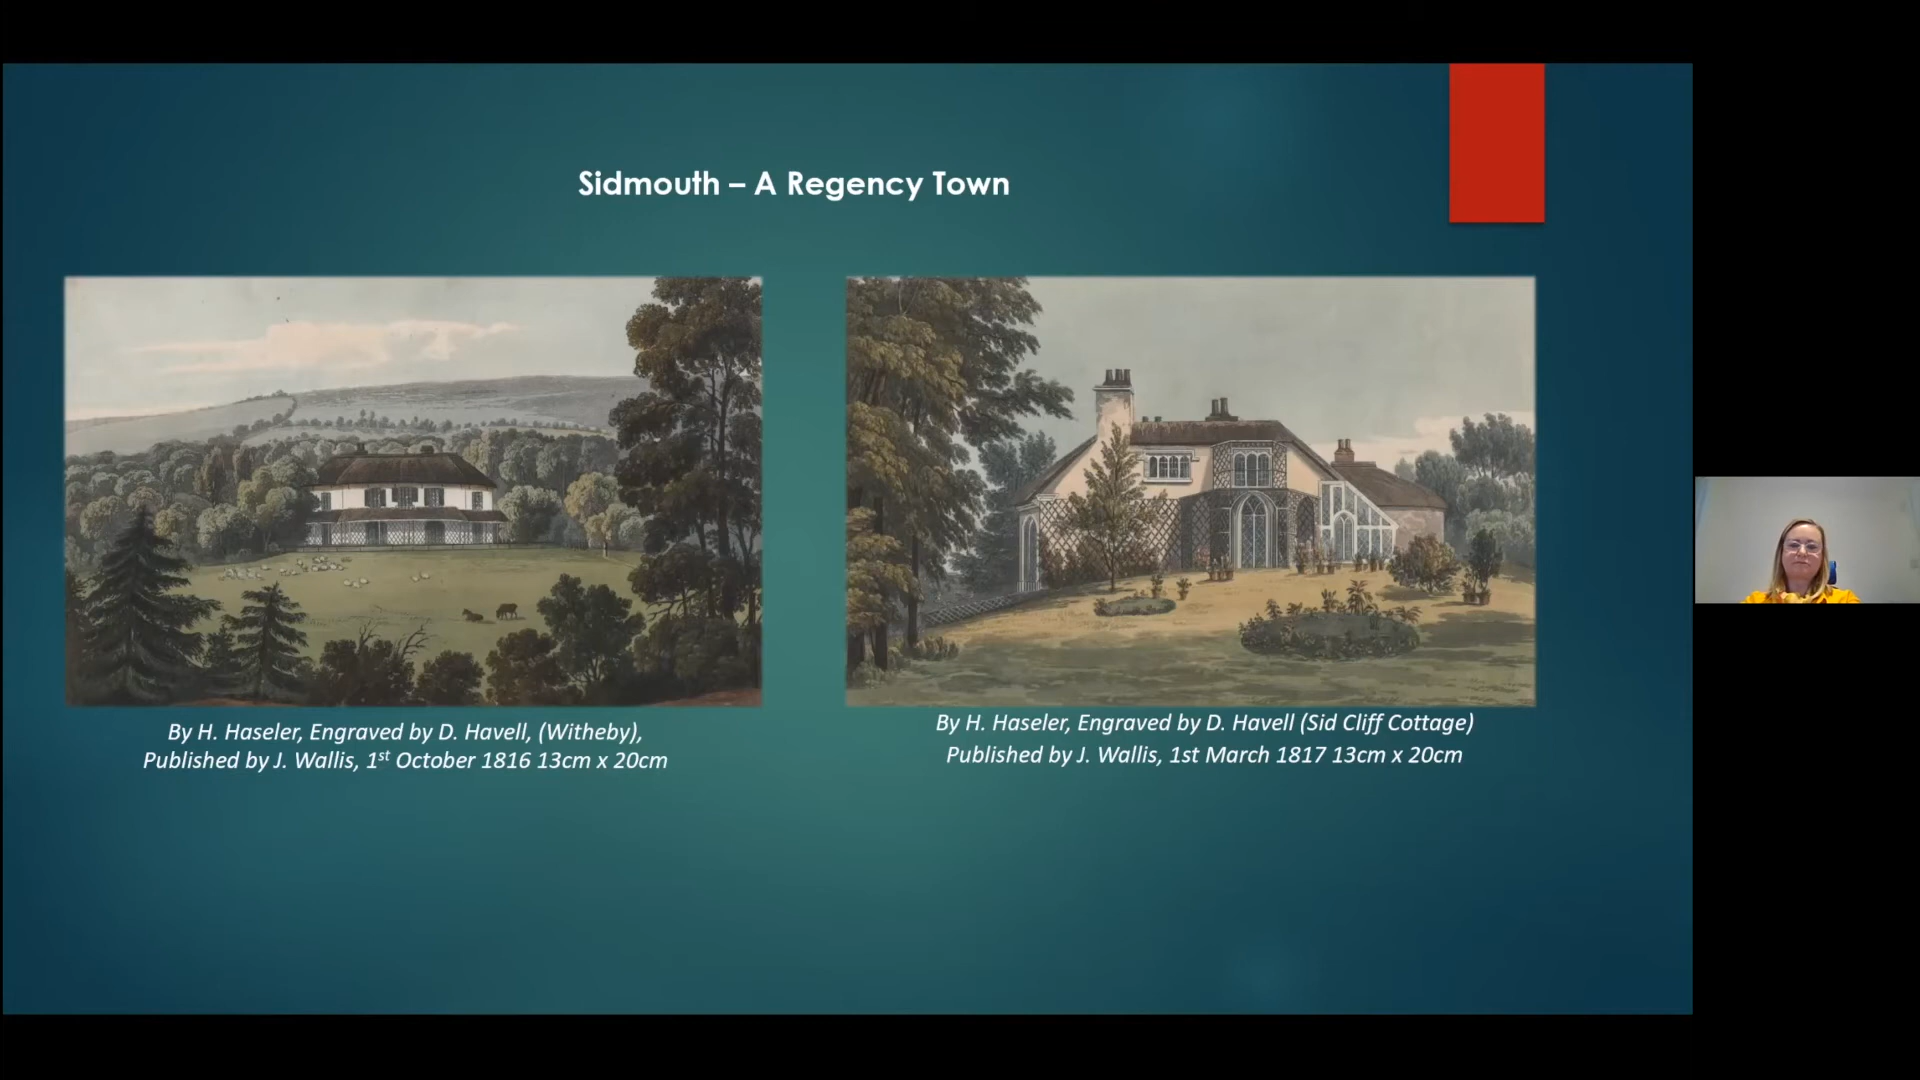 Sidmouth – A Regency Town
By H. Haseler, Engraved by D. Havell, (Witheby),
Published by J. Wallis, 1st October 1816 13cm x 20cm
By H. Haseler, Engraved by D. Havell (Sid Cliff Cottage)
Published by J. Wallis, 1st March 1817 13cm x 20cm